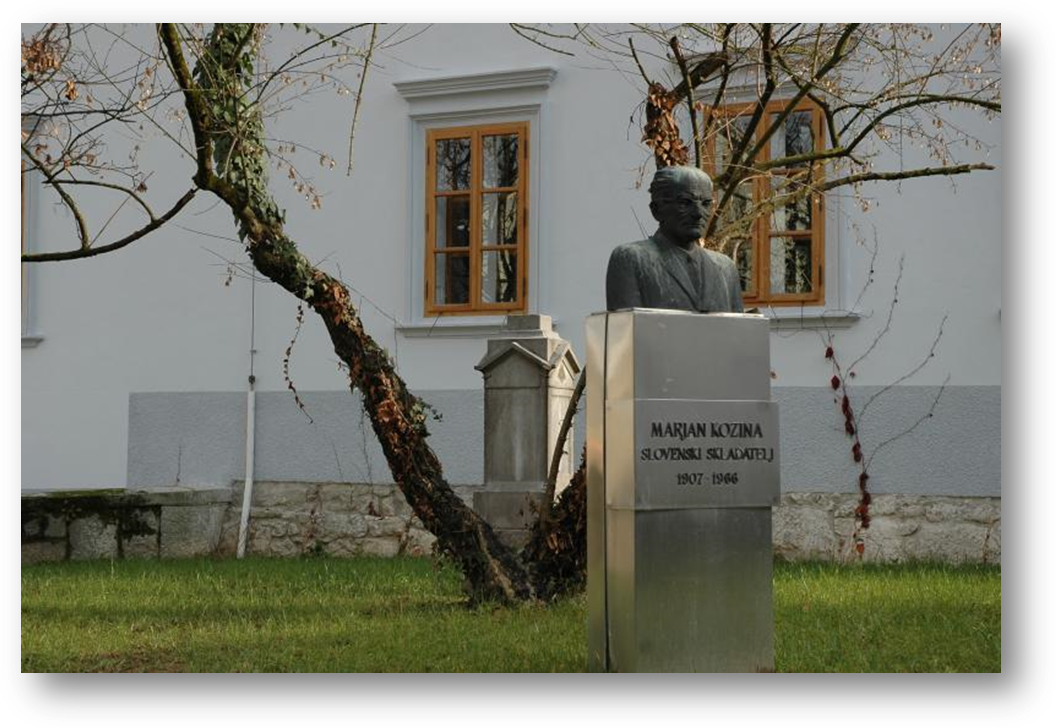 MARJAN KOZINA
SLOVENSKI SKLADATELJ
1907-1966